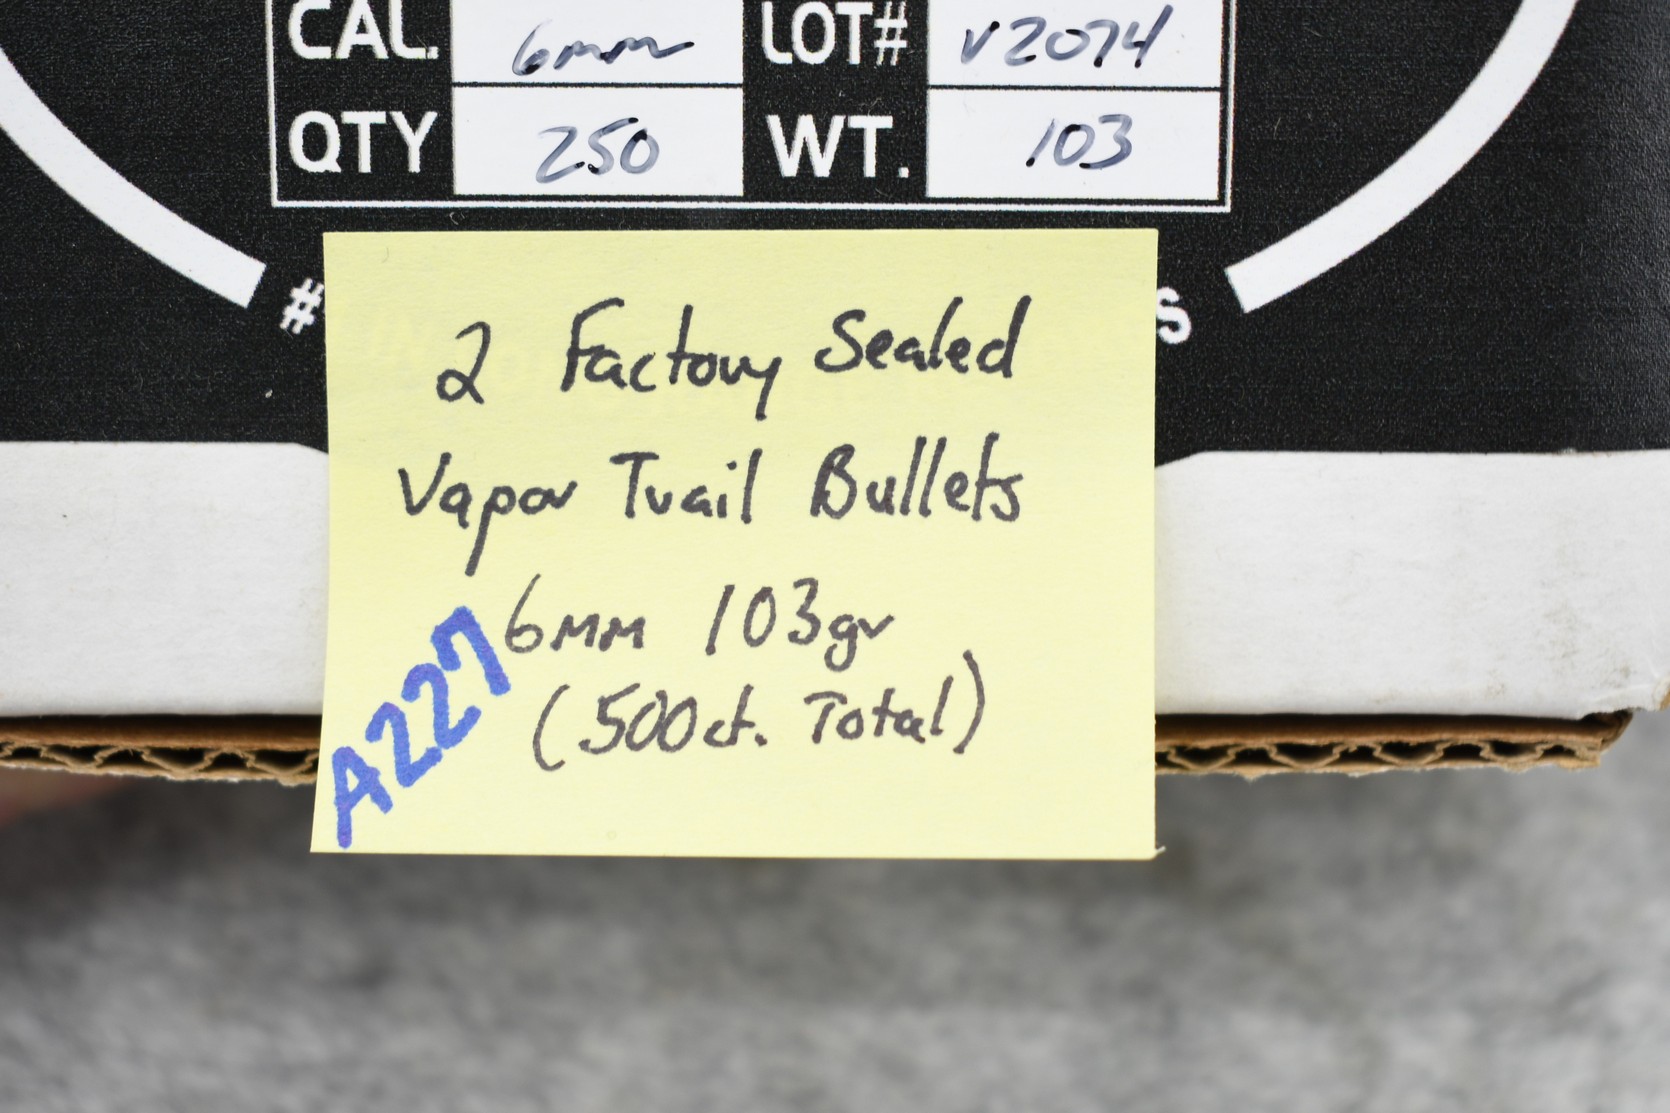 CAL. 6mm LOT# V2074
QTY 250 WT. 103
# S
2 Factory Sealed
Vapor Trail Bullets
6mm 103gr
(500ct. Total)
A227